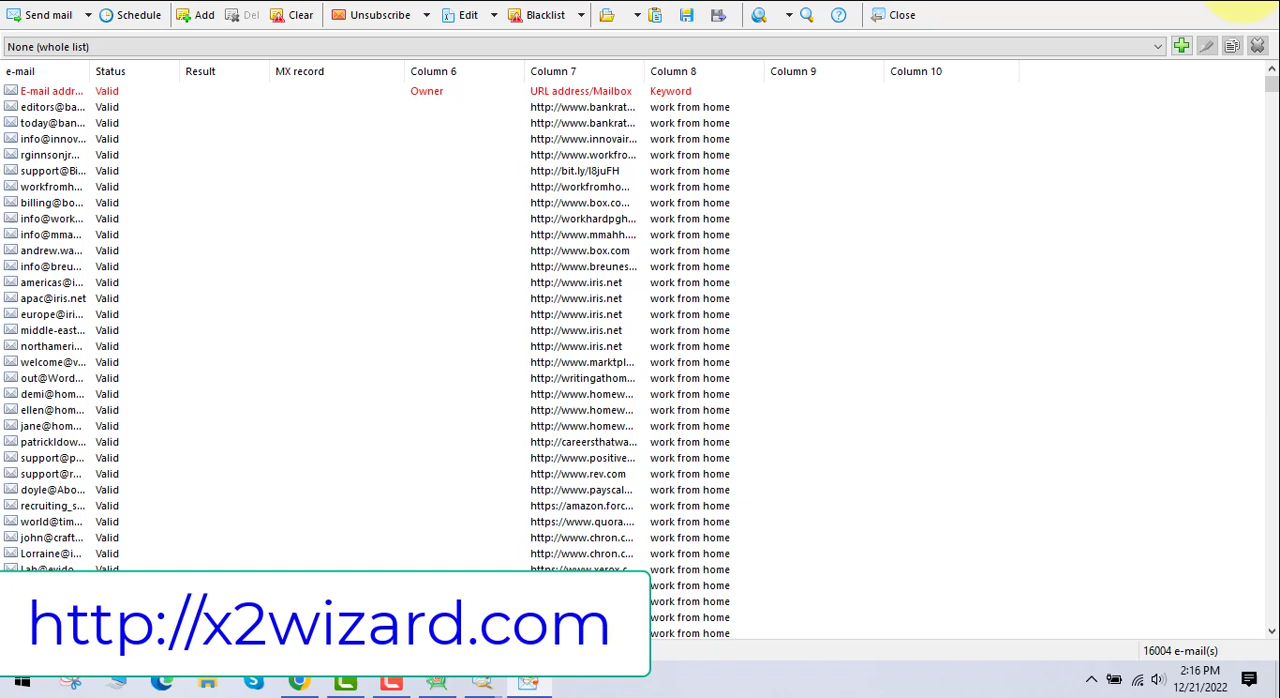 Send mail Schedule Add Del Clear Unsubscribe Edit Blacklist Close
None (whole list)
e-mail Status Result MX record Column 6 Column 7 Column 8 Column 9 Column 10
E-mail addr... Valid Owner URL address/Mailbox Keyword
editors@ba... Valid http://www.bankrat... work from home
today@ban... Valid http://www.bankrat... work from home
info@innov... Valid http://www.innovair... work from home
rginnsonjr... Valid http://www.workfro... work from home
support@Bi... Valid http://bit.ly/I8juFH work from home
workfromh... Valid http://workfromho... work from home
billing@bo... Valid http://www.box.co... work from home
info@work... Valid http://workhardpgh... work from home
info@mma... Valid http://www.mmahh.... work from home
andrew.wa... Valid http://www.box.com work from home
info@breu... Valid http://www.breunes... work from home
americas@i... Valid http://www.iris.net work from home
apac@iris.net Valid http://www.iris.net work from home
europe@iri... Valid http://www.iris.net work from home
middle-east... Valid http://www.iris.net work from home
northameri... Valid http://www.iris.net work from home
welcome@v... Valid http://www.marktpl... work from home
out@Word... Valid http://writingathom... work from home
demi@hom... Valid http://www.homew... work from home
ellen@hom... Valid http://www.homew... work from home
jane@hom... Valid http://www.homew... work from home
patrickldow... Valid http://careersthatwa... work from home
support@p... Valid http://www.positive... work from home
support@r... Valid http://www.rev.com work from home
doyle@Abo... Valid http://www.payscal... work from home
recruiting_s... Valid https://amazon.forc... work from home
world@tim... Valid https://www.quora.... work from home
john@craft... Valid http://www.chron.c... work from home
Lorraine@i... Valid http://www.chron.c... work from home
Valid https://www.xerox.c... work from home
work from home
work from home
work from home
work from home
http://x2wizard.com
16004 e-mail(s)
2:16 PM
12/21/2022